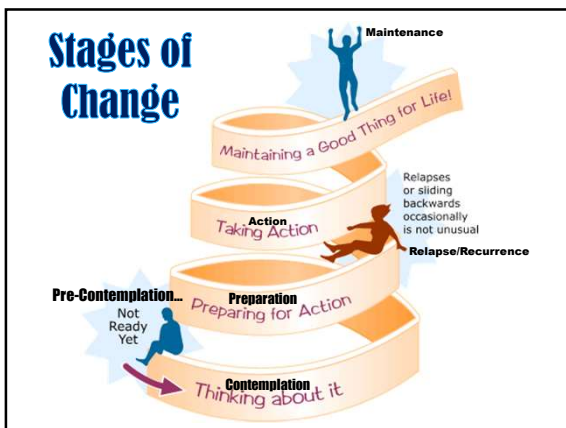 Stages of
Change
Maintenance
Maintaining a Good Thing for Life!
Relapses
or sliding
backwards
occasionally
is not unusual
Action
Taking Action
Relapse/Recurrence
Pre-Contemplation...
Not
Ready
Yet
Preparation
Preparing for Action
Contemplation
Thinking about it